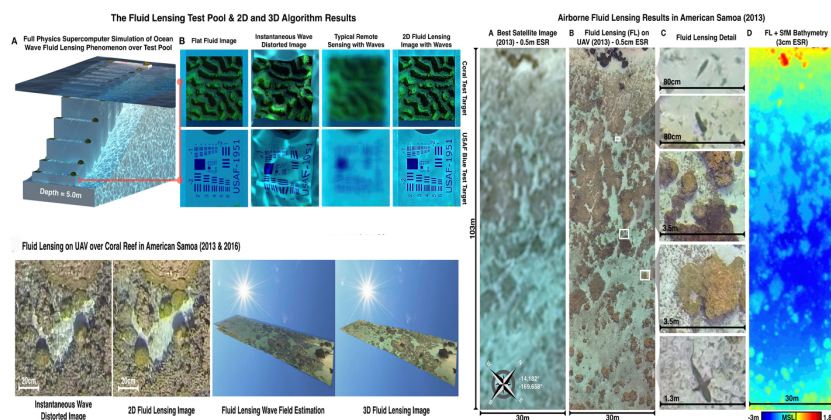 The Fluid Lensing Test Pool & 2D and 3D Algorithm Results
A
Full Physics Supercomputer Simulation of Ocean
Wave Fluid Lensing Phenomenon over Test Pool
Depth = 5.0m
B
Flat Fluid Image
Instantaneous Wave
Distorted Image
Typical Remote
Sensing with Waves
2D Fluid Lensing
Image with Waves
Coral Test
Target
USAF Blue Test Target
USAF-1951
USAF-1951
Fluid Lensing on UAV over Coral Reef in American Samoa (2013 & 2016)
20cm
20cm
Instantaneous Wave
Distorted Image
2D Fluid Lensing Image
Fluid Lensing Wave Field Estimation
3D Fluid Lensing Image
Airborne Fluid Lensing Results in American Samoa (2013)
A
Best Satellite Image
(2013) - 0.5m ESR
103m
-14.182°
-169.658°
30m
B
Fluid Lensing (FL) on
UAV (2013) - 0.5cm ESR
30m
C
Fluid Lensing Detail
80cm
80cm
3.5m
3.5m
1.3m
D
FL + SfM Bathymetry
(3cm ESR)
30m
-3m
MSL
1.8